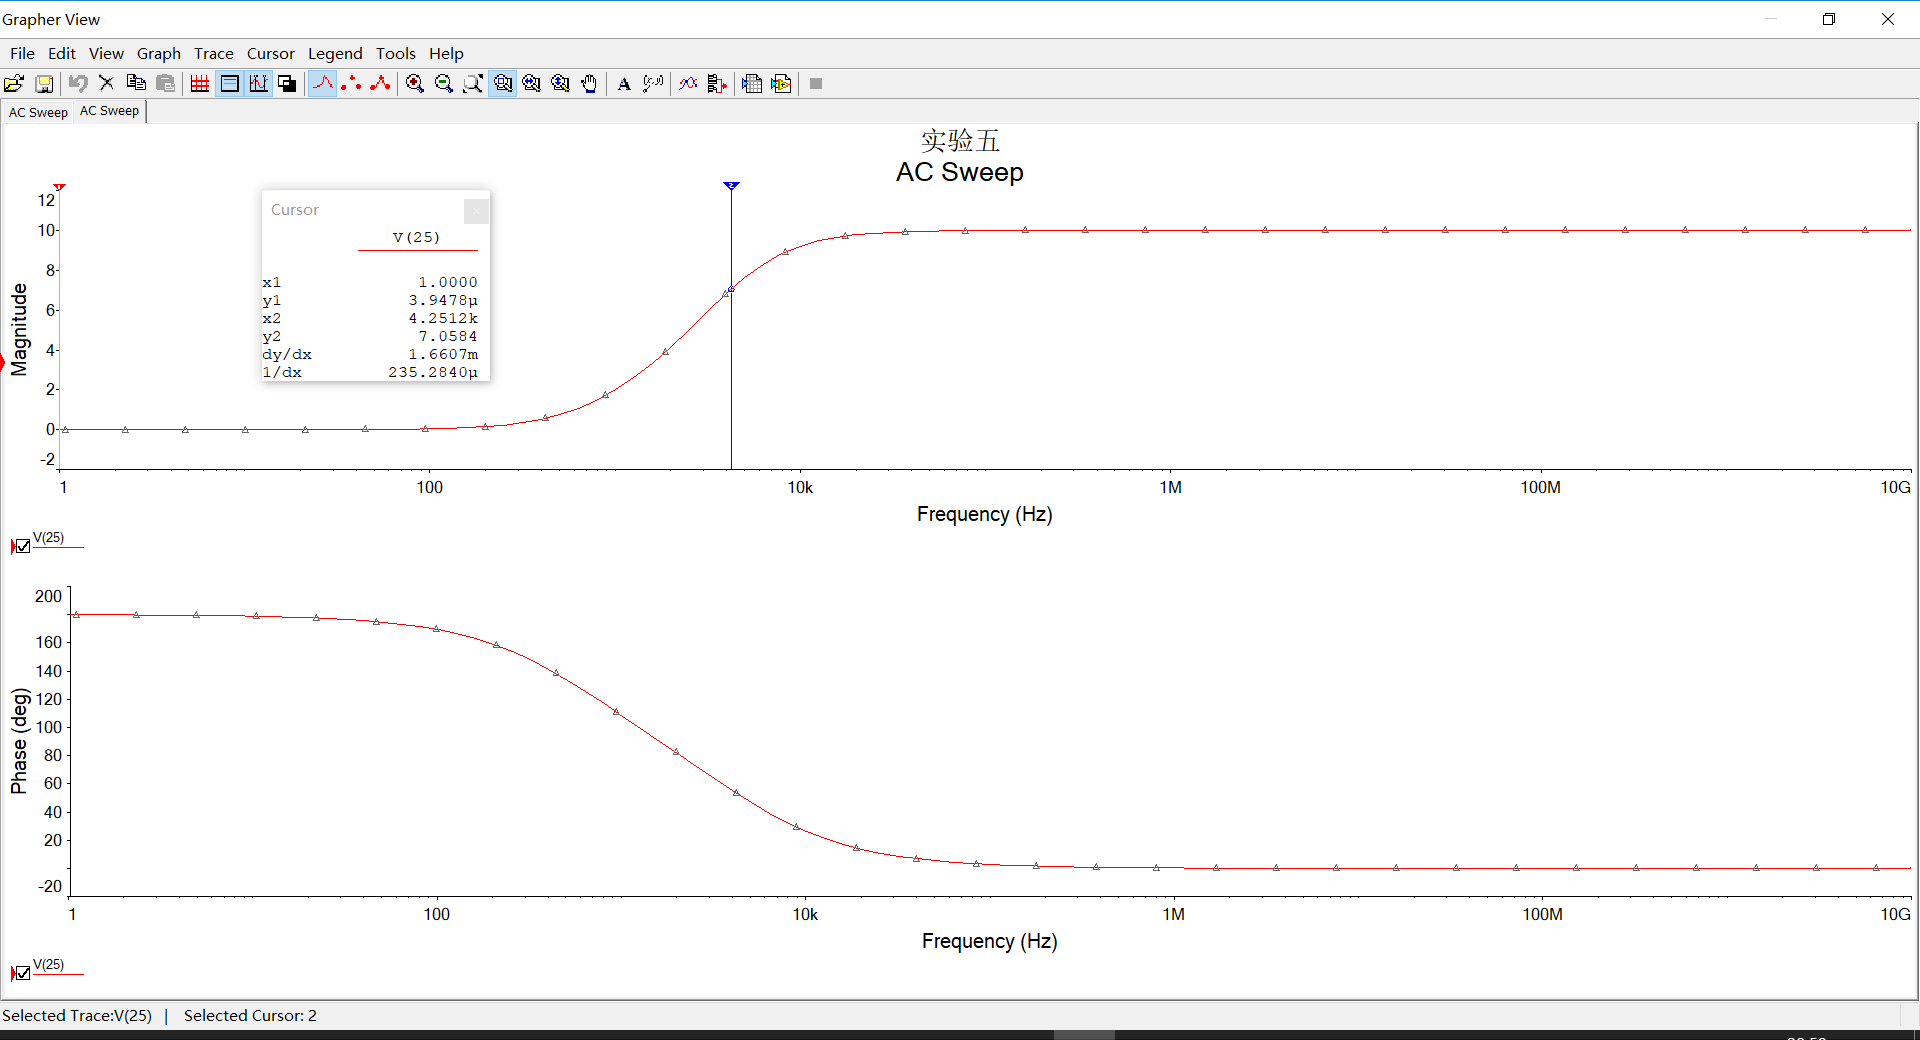 Grapher View
File Edit View Graph Trace Cursor Legend Tools Help
AC Sweep AC Sweep
实验五
AC Sweep
Cursor
V(25)
x1 1.0000
y1 3.9478μ
x2 4.2512k
y2 7.0584
dy/dx 1.6607m
1/dx 235.2840μ
Magnitude
12
10
8
6
4
2
0
-2
1 100 10k 1M 100M 10G
Frequency (Hz)
V(25)
Phase (deg)
200
160
140
120
100
80
60
40
20
-20
1 100 10k 1M 100M 10G
Frequency (Hz)
V(25)
Selected Trace:V(25) | Selected Cursor: 2